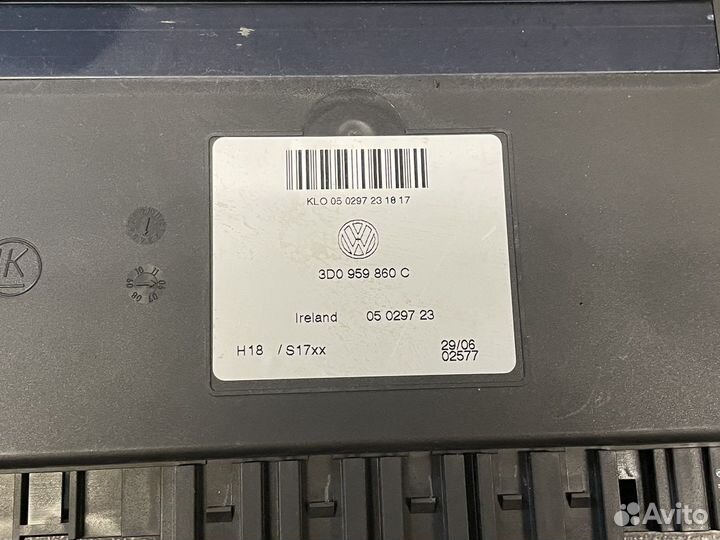 KLO 05 0297 23 18 17
3D0 959 860 C
Ireland 05 0297 23
H18 /S17xx
29/06
02577
Avito